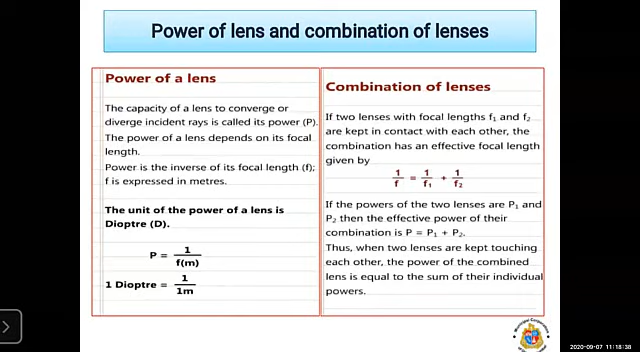 Power of lens and combination of lenses
Power of a lens
The capacity of a lens to converge or
diverge incident rays is called its power (P).
The power of a lens depends on its focal
length.
Power is the inverse of its focal length (f);
f is expressed in metres.
The unit of the power of a lens is
Dioptre (D).
P = 1/f(m)
1 Dioptre = 1/1m
Combination of lenses
If two lenses with focal lengths f₁ and f₂
are kept in contact with each other, the
combination has an effective focal length
given by
1/f = 1/f₁ + 1/f₂
If the powers of the two lenses are P₁ and
P₂ then the effective power of their
combination is P = P₁ + P₂.
Thus, when two lenses are kept touching
each other, the power of the combined
lens is equal to the sum of their individual
powers.
Municipal Corporation
2020-09-07 11:18:38